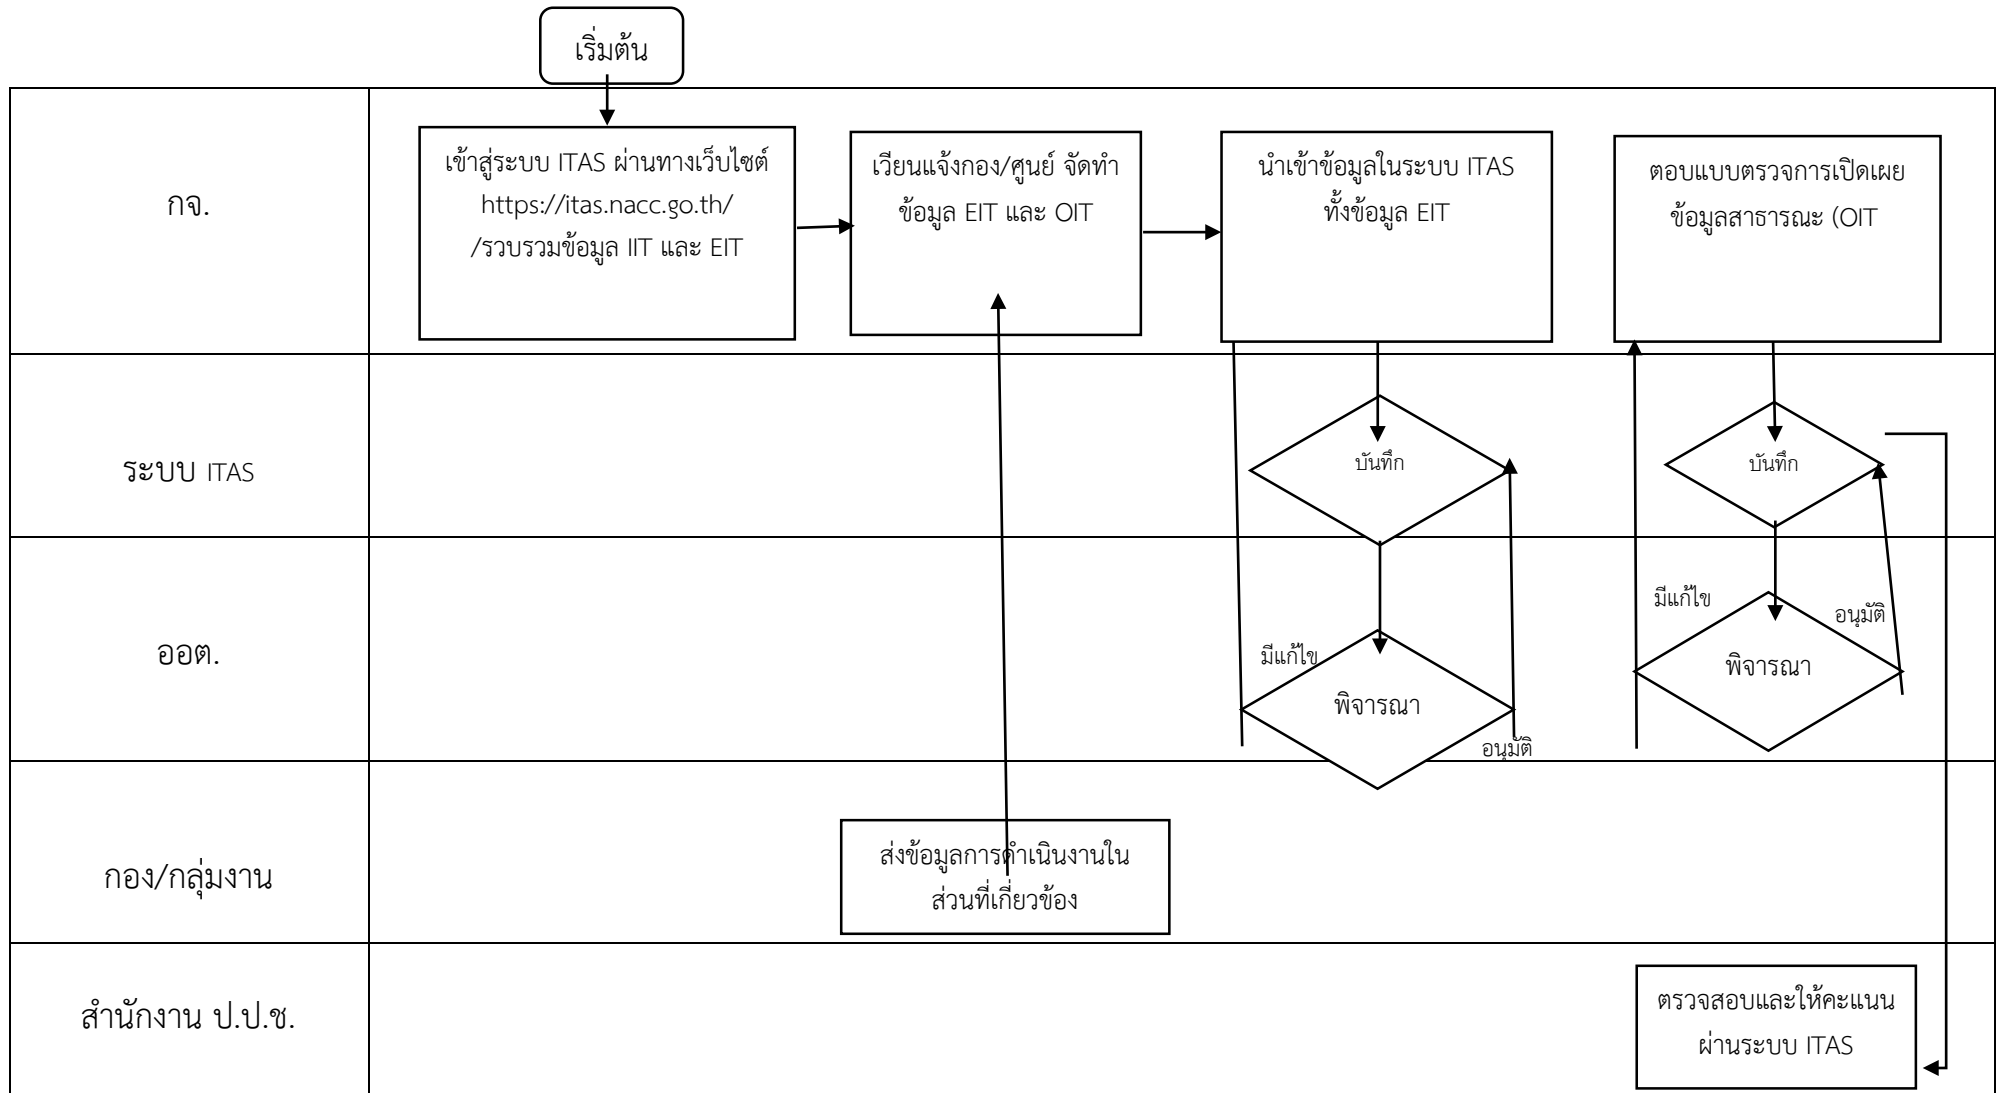 เริ่มต้น
กจ.
เข้าสู่ระบบ ITAS ผ่านทางเว็บไซต์
https://itas.nacc.go.th/
/รวบรวมข้อมูล IIT และ EIT
เวียนแจ้งกอง/ศูนย์ จัดทำ
ข้อมูล EIT และ OIT
นำเข้าข้อมูลในระบบ ITAS
ทั้งข้อมูล EIT
ตอบแบบตรวจการเปิดเผย
ข้อมูลสาธารณะ (OIT
ระบบ ITAS
บันทึก
บันทึก
ออต.
มีแก้ไข
พิจารณา
อนุมัติ
มีแก้ไข
อนุมัติ
พิจารณา
กอง/กลุ่มงาน
ส่งข้อมูลการดำเนินงานใน
ส่วนที่เกี่ยวข้อง
สำนักงาน ป.ป.ช.
ตรวจสอบและให้คะแนน
ผ่านระบบ ITAS